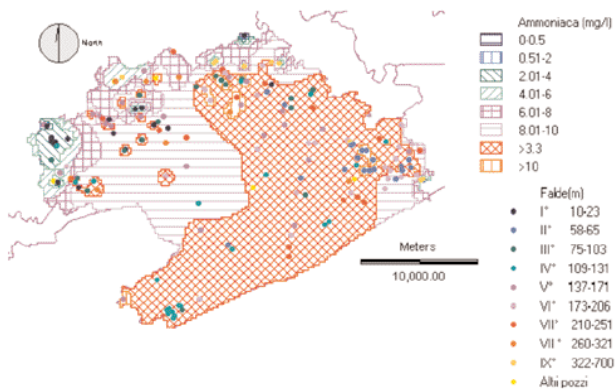 North
Ammoniaca (mg/l)
0-0.5
0.51-2
2.01-4
4.01-6
6.01-8
8.01-10
>3.3
>10
Falde(m)
I° 10-23
II° 58-65
III° 75-103
IV° 109-131
V° 137-171
VI° 173-206
VII° 210-251
VII° 260-321
IX° 322-700
Altri pozzi
Meters
10,000.00